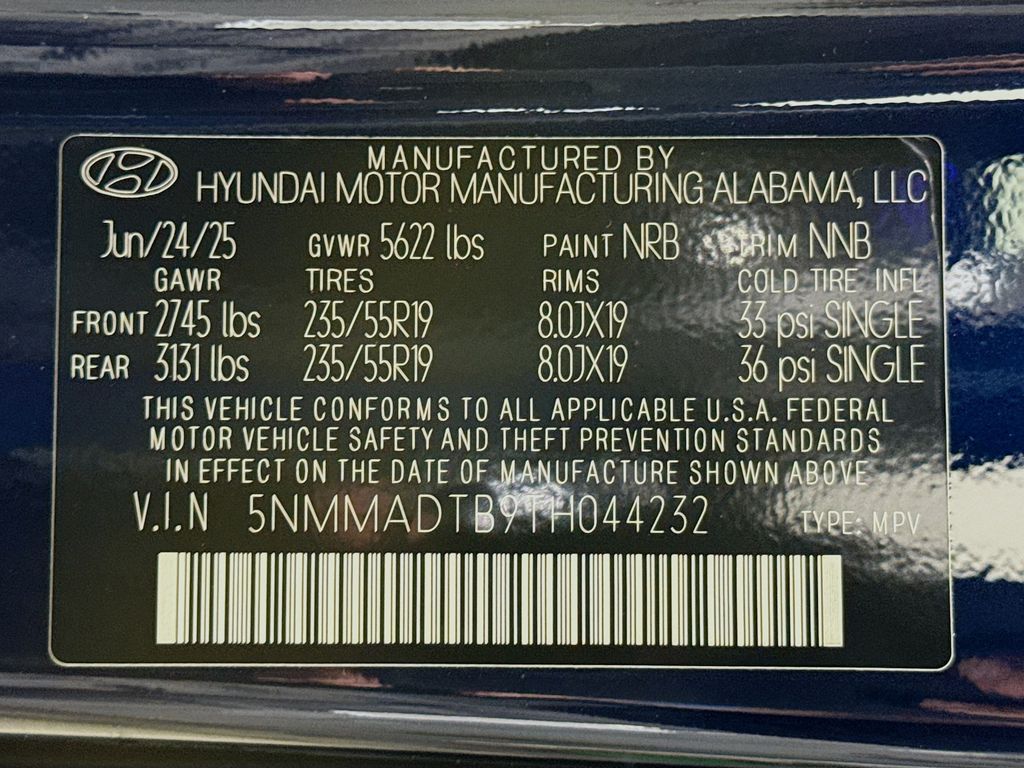 MANUFACTURED BY
HYUNDAI MOTOR MANUFACTURING ALABAMA, LLC
Jun/24/25 GVWR 5622 lbs PAINT NRB TRIM NNB
GAWR TIRES RIMS COLD TIRE INFL
FRONT 2745 lbs 235/55R19 8.0JX19 33 psi SINGLE
REAR 3131 lbs 235/55R19 8.0JX19 36 psi SINGLE
THIS VEHICLE CONFORMS TO ALL APPLICABLE U.S.A. FEDERAL
MOTOR VEHICLE SAFETY AND THEFT PREVENTION STANDARDS
IN EFFECT ON THE DATE OF MANUFACTURE SHOWN ABOVE
V.I.N 5NMMADTB9TH044232 TYPE: MPV